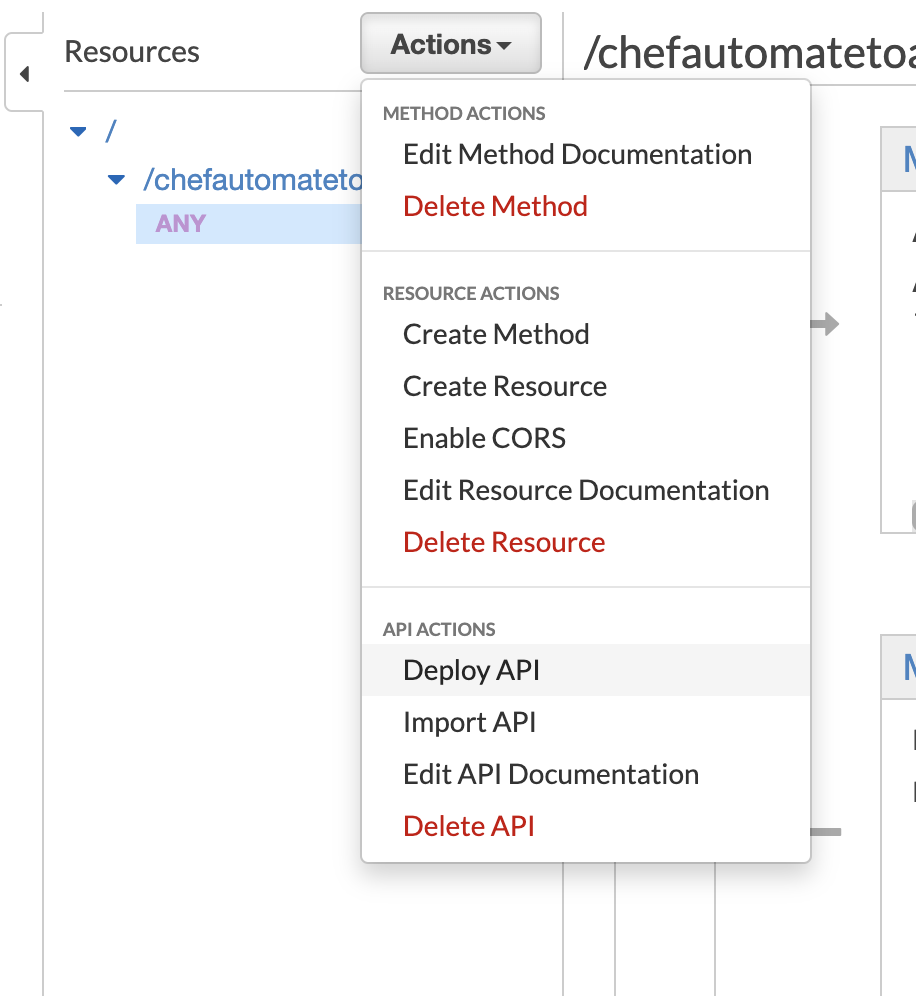 Resources
Actions
/chefautomatetoa
/
/chefautomateto
ANY
METHOD ACTIONS
Edit Method Documentation
Delete Method
RESOURCE ACTIONS
Create Method
Create Resource
Enable CORS
Edit Resource Documentation
Delete Resource
API ACTIONS
Deploy API
Import API
Edit API Documentation
Delete API